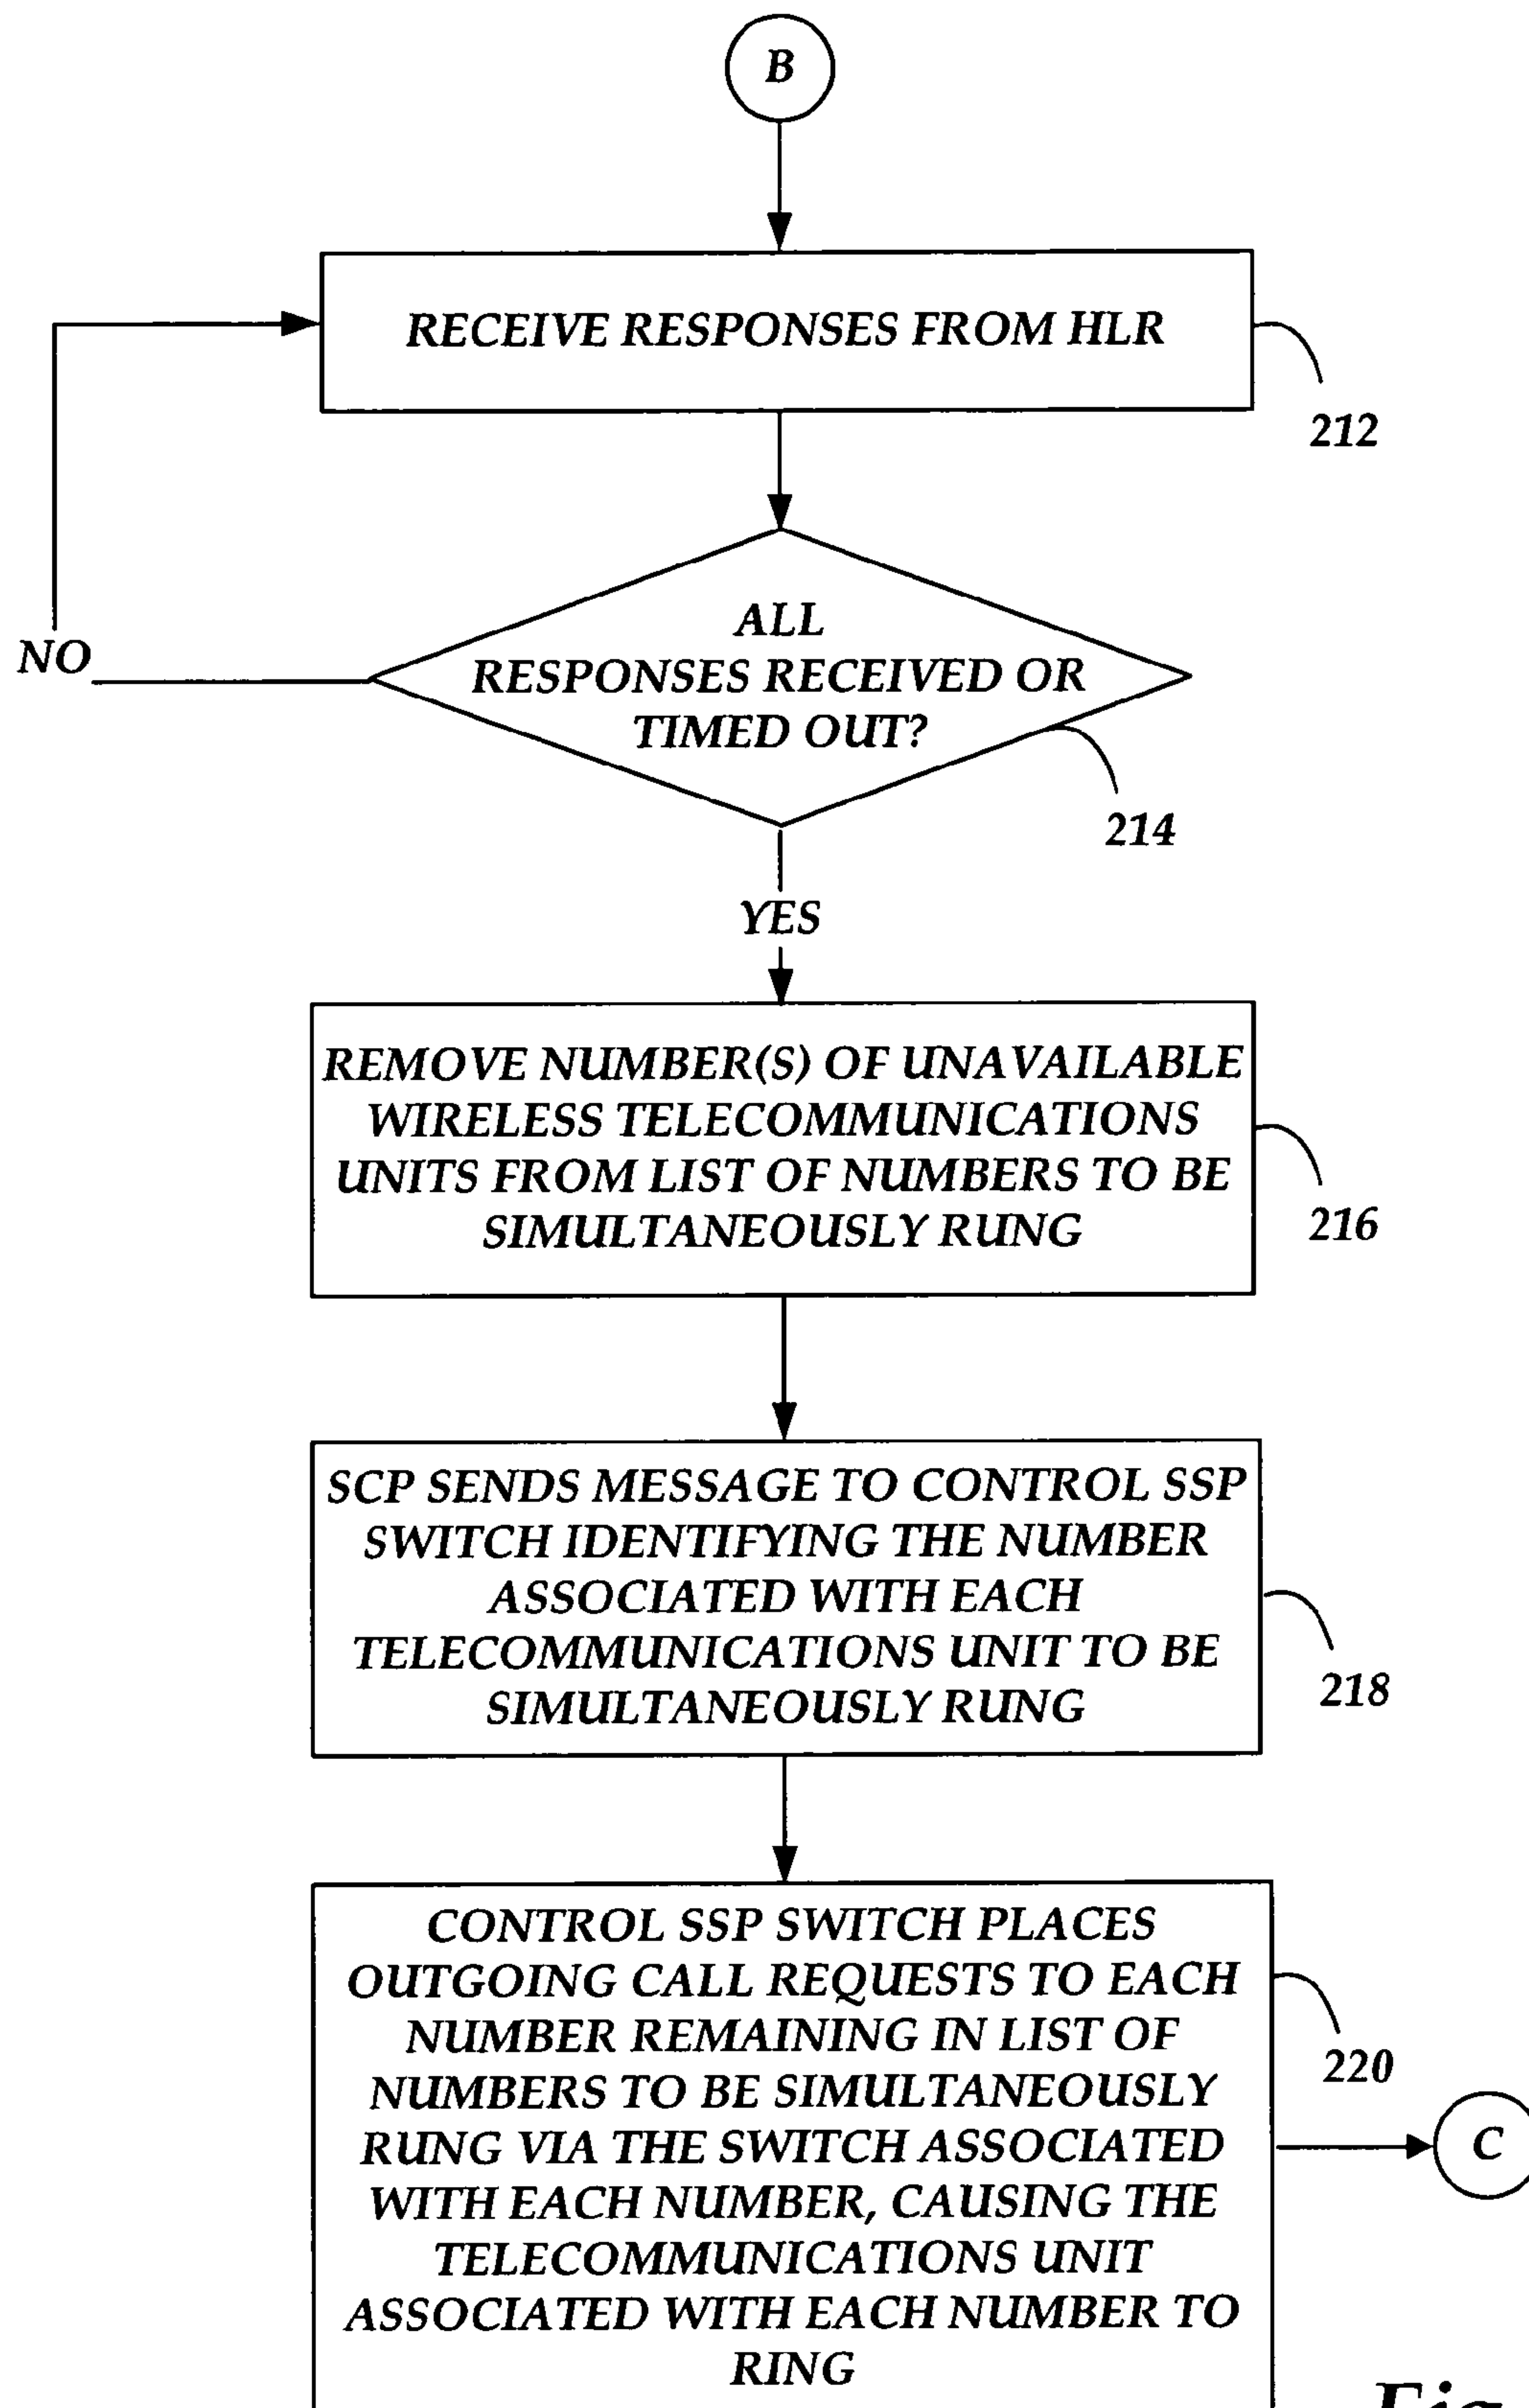 B
RECEIVE RESPONSES FROM HLR
212
ALL
RESPONSES RECEIVED OR
TIMED OUT?
NO
214
YES
REMOVE NUMBER(S) OF UNAVAILABLE
WIRELESS TELECOMMUNICATIONS
UNITS FROM LIST OF NUMBERS TO BE
SIMULTANEOUSLY RUNG
216
SCP SENDS MESSAGE TO CONTROL SSP
SWITCH IDENTIFYING THE NUMBER
ASSOCIATED WITH EACH
TELECOMMUNICATIONS UNIT TO BE
SIMULTANEOUSLY RUNG
218
CONTROL SSP SWITCH PLACES
OUTGOING CALL REQUESTS TO EACH
NUMBER REMAINING IN LIST OF
NUMBERS TO BE SIMULTANEOUSLY
RUNG VIA THE SWITCH ASSOCIATED
WITH EACH NUMBER, CAUSING THE
TELECOMMUNICATIONS UNIT
ASSOCIATED WITH EACH NUMBER TO
RING
220
C